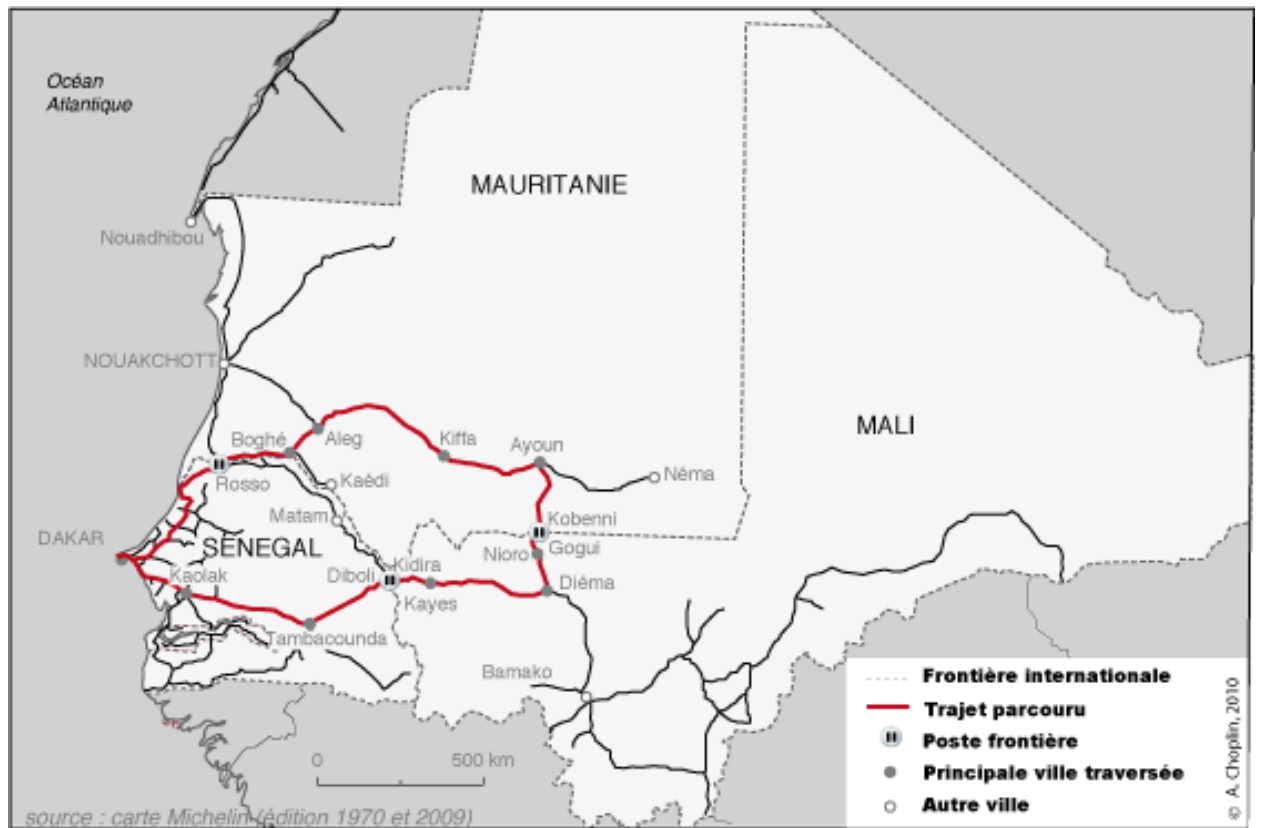 Océan
Atlantique
MAURITANIE
Nouadhibou
NOUAKCHOTT
MALI
Boghé
Aleg
Kiffa
Ayoun
Néma
Rosso
Kaédi
Matam
Kobenni
DAKAR
SENEGAL
Nioro
Gogui
Kaolak
Diboli
Kidira
Diéma
Kayes
Tambacounda
Bamako
0 500 km
Frontière internationale
Trajet parcouru
Poste frontière
Principale ville traversée
Autre ville
© A. Choplin, 2010
source : carte Michelin (édition 1970 et 2009)